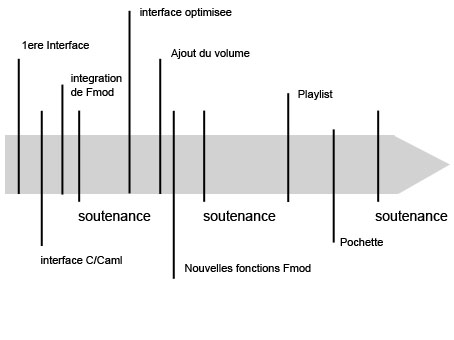 interface optimisee
1ere Interface
Ajout du volume
integration
de Fmod
Playlist
soutenance
soutenance
soutenance
Pochette
interface C/Caml
Nouvelles fonctions Fmod